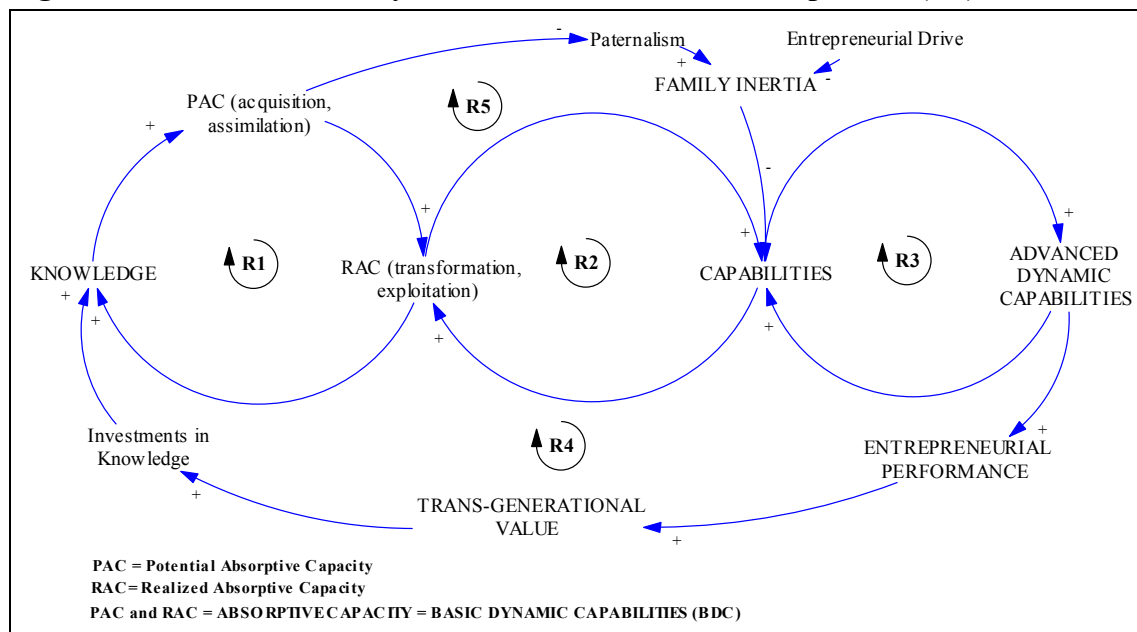 Paternalism
Entrepreneurial Drive
FAMILY INERTIA
PAC (acquisition,
assimilation)
R5
KNOWLEDGE
R1
RAC (transformation,
exploitation)
R2
CAPABILITIES
R3
ADVANCED
DYNAMIC
CAPABILITIES
Investments in
Knowledge
R4
ENTREPRENEURIAL
PERFORMANCE
TRANS-GENERATIONAL
VALUE
PAC = Potential Absorptive Capacity
RAC= Realized Absorptive Capacity
PAC and RAC = ABSORPTIVE CAPACITY = BASIC DYNAMIC CAPABILITIES (BDC)